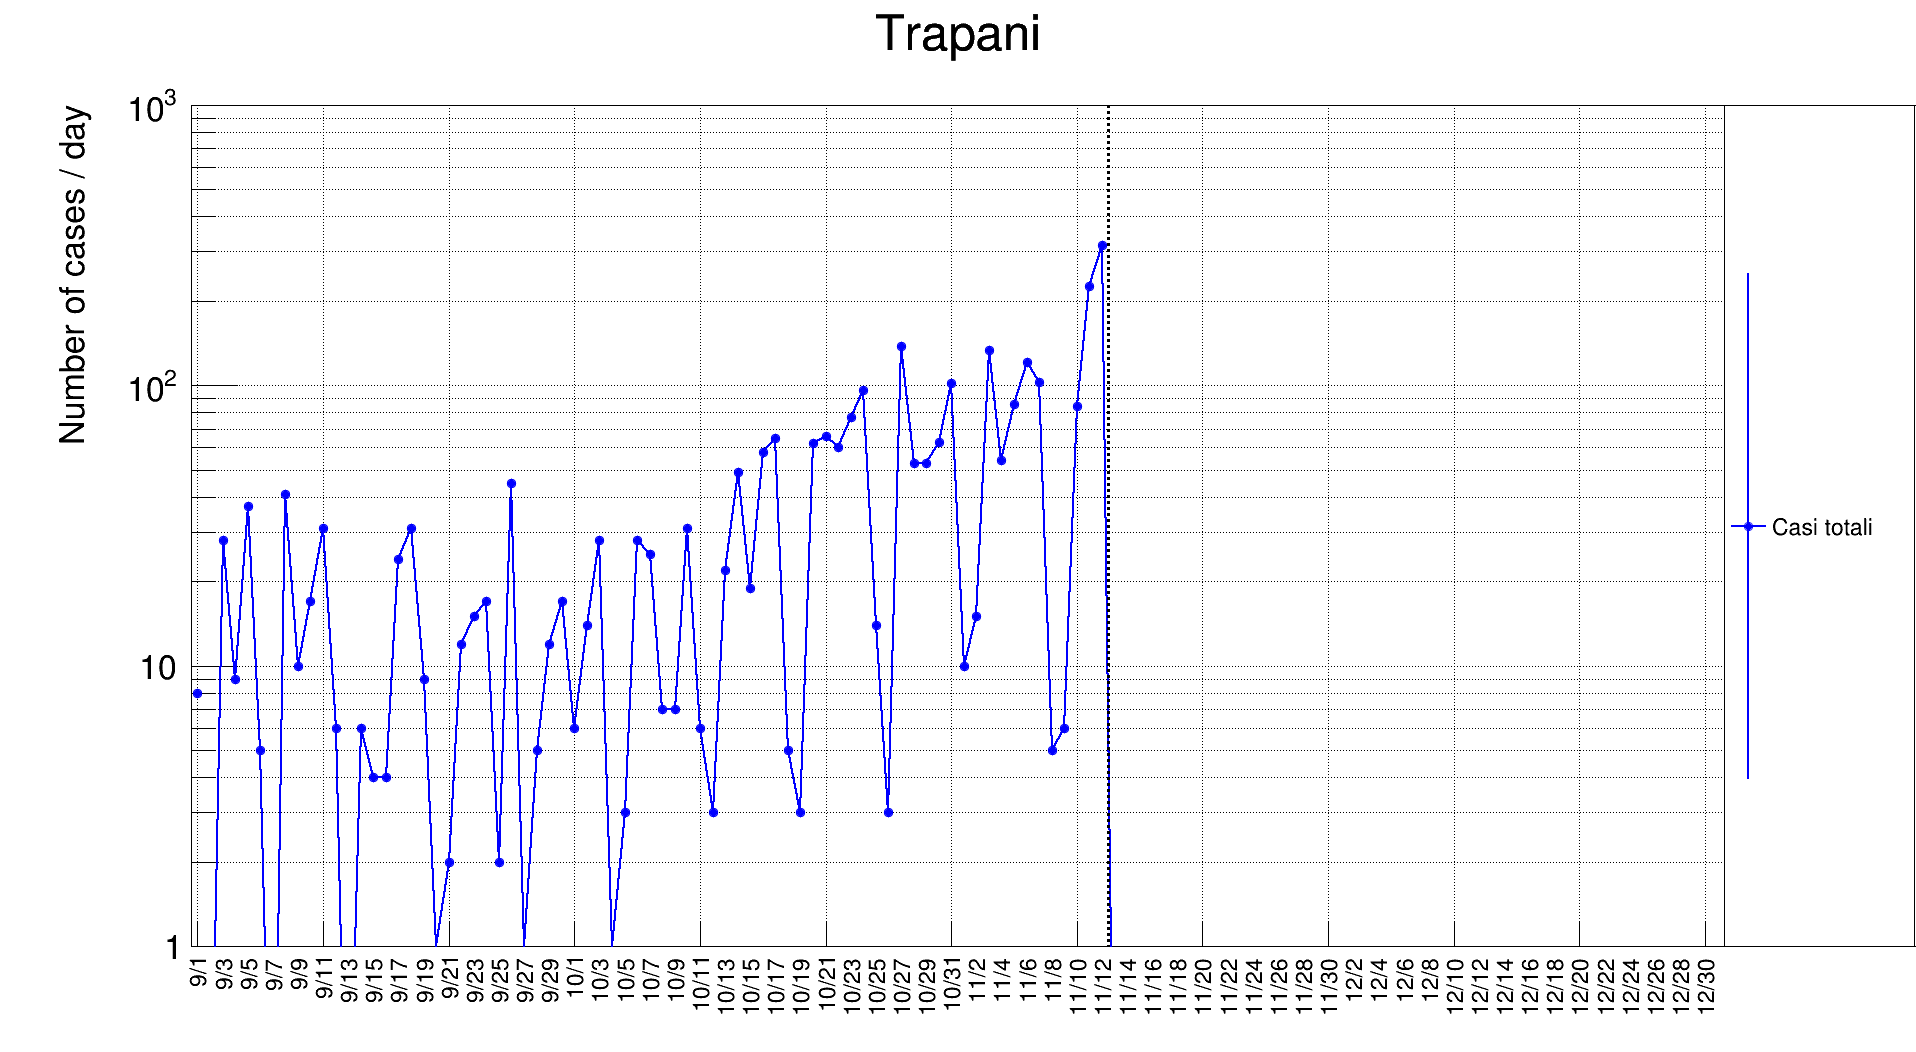 Trapani
Number of cases / day
10³
10²
10
1
9/1 9/3 9/5 9/7 9/9 9/11 9/13 9/15 9/17 9/19 9/21 9/23 9/25 9/27 9/29 10/1 10/3 10/5 10/7 10/9 10/11 10/13 10/15 10/17 10/19 10/21 10/23 10/25 10/27 10/29 10/31 11/2 11/4 11/6 11/8 11/10 11/12 11/14 11/16 11/18 11/20 11/22 11/24 11/26 11/28 11/30 12/2 12/4 12/6 12/8 12/10 12/12 12/14 12/16 12/18 12/20 12/22 12/24 12/26 12/28 12/30
Casi totali